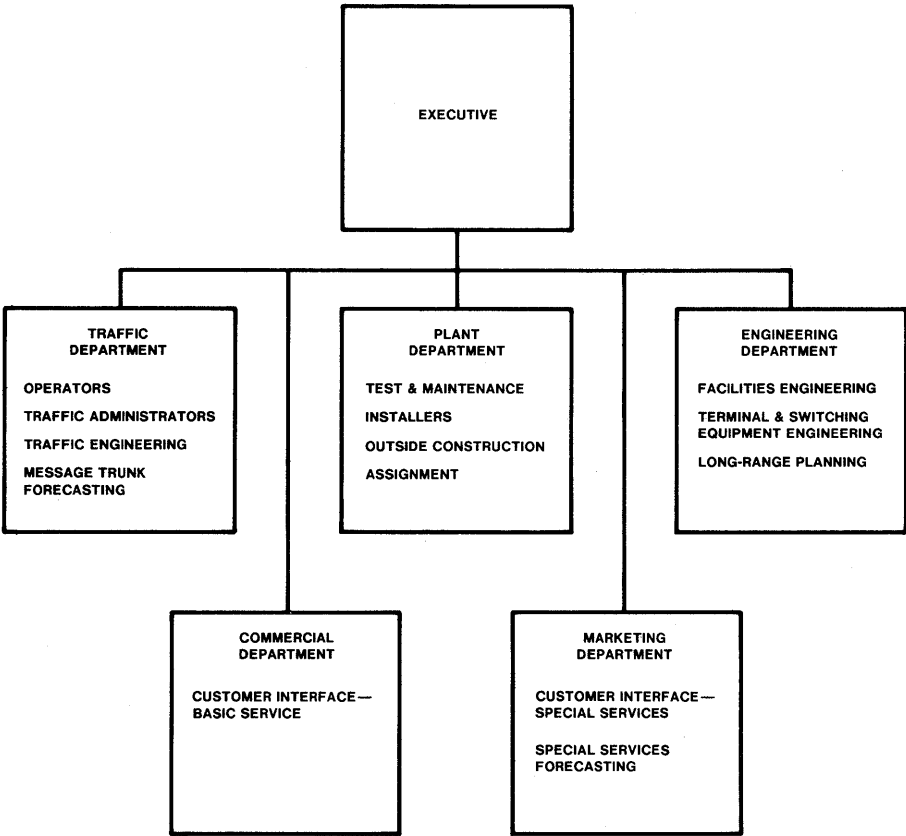 EXECUTIVE
TRAFFIC
DEPARTMENT
OPERATORS
TRAFFIC ADMINISTRATORS
TRAFFIC ENGINEERING
MESSAGE TRUNK
FORECASTING
PLANT
DEPARTMENT
TEST & MAINTENANCE
INSTALLERS
OUTSIDE CONSTRUCTION
ASSIGNMENT
ENGINEERING
DEPARTMENT
FACILITIES ENGINEERING
TERMINAL & SWITCHING
EQUIPMENT ENGINEERING
LONG-RANGE PLANNING
COMMERCIAL
DEPARTMENT
CUSTOMER INTERFACE—
BASIC SERVICE
MARKETING
DEPARTMENT
CUSTOMER INTERFACE—
SPECIAL SERVICES
SPECIAL SERVICES
FORECASTING